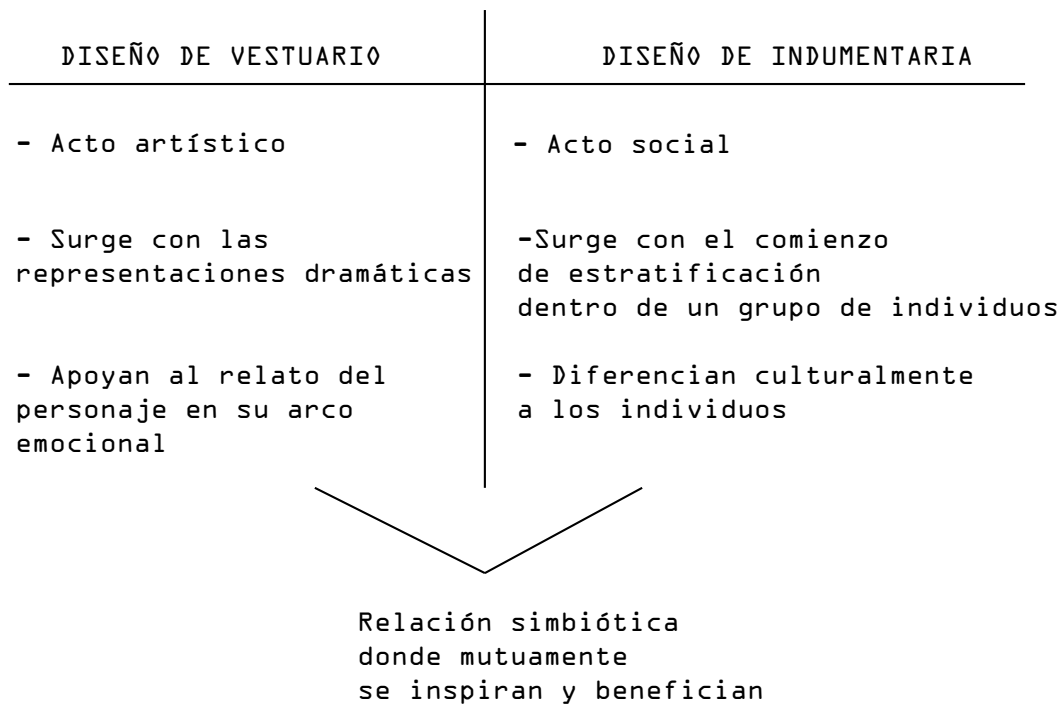 DISEÑO DE VESTUARIO
- Acto artístico
- Surge con las
representaciones dramáticas
- Apoyan al relato del
personaje en su arco
emocional
DISEÑO DE INDUMENTARIA
- Acto social
-Surge con el comienzo
de estratificación
dentro de un grupo de individuos
- Diferencian culturalmente
a los individuos
Relación simbiótica
donde mutuamente
se inspiran y benefician